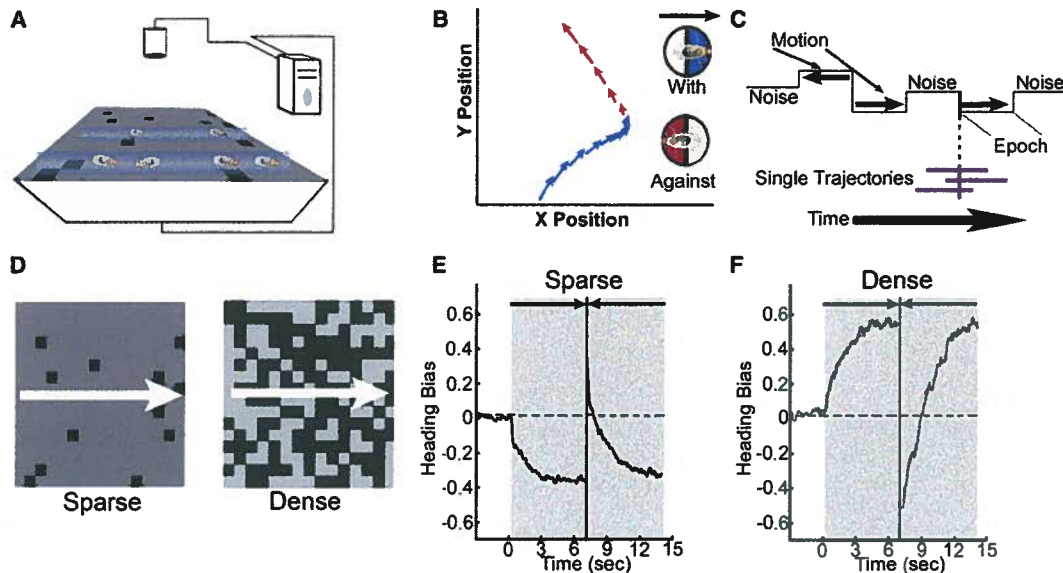 A
B
Y Position
X Position
With
Against
C
Motion
Noise
Noise
Noise
Epoch
Single Trajectories
Time
D
Sparse
Dense
E
Sparse
Heading Bias
0.6
0.4
0.2
0
-0.2
-0.4
-0.6
0 3 6 9 12 15
Time (sec)
F
Dense
Heading Bias
0.6
0.4
0.2
0
-0.2
-0.4
-0.6
0 3 6 9 12 15
Time (sec)